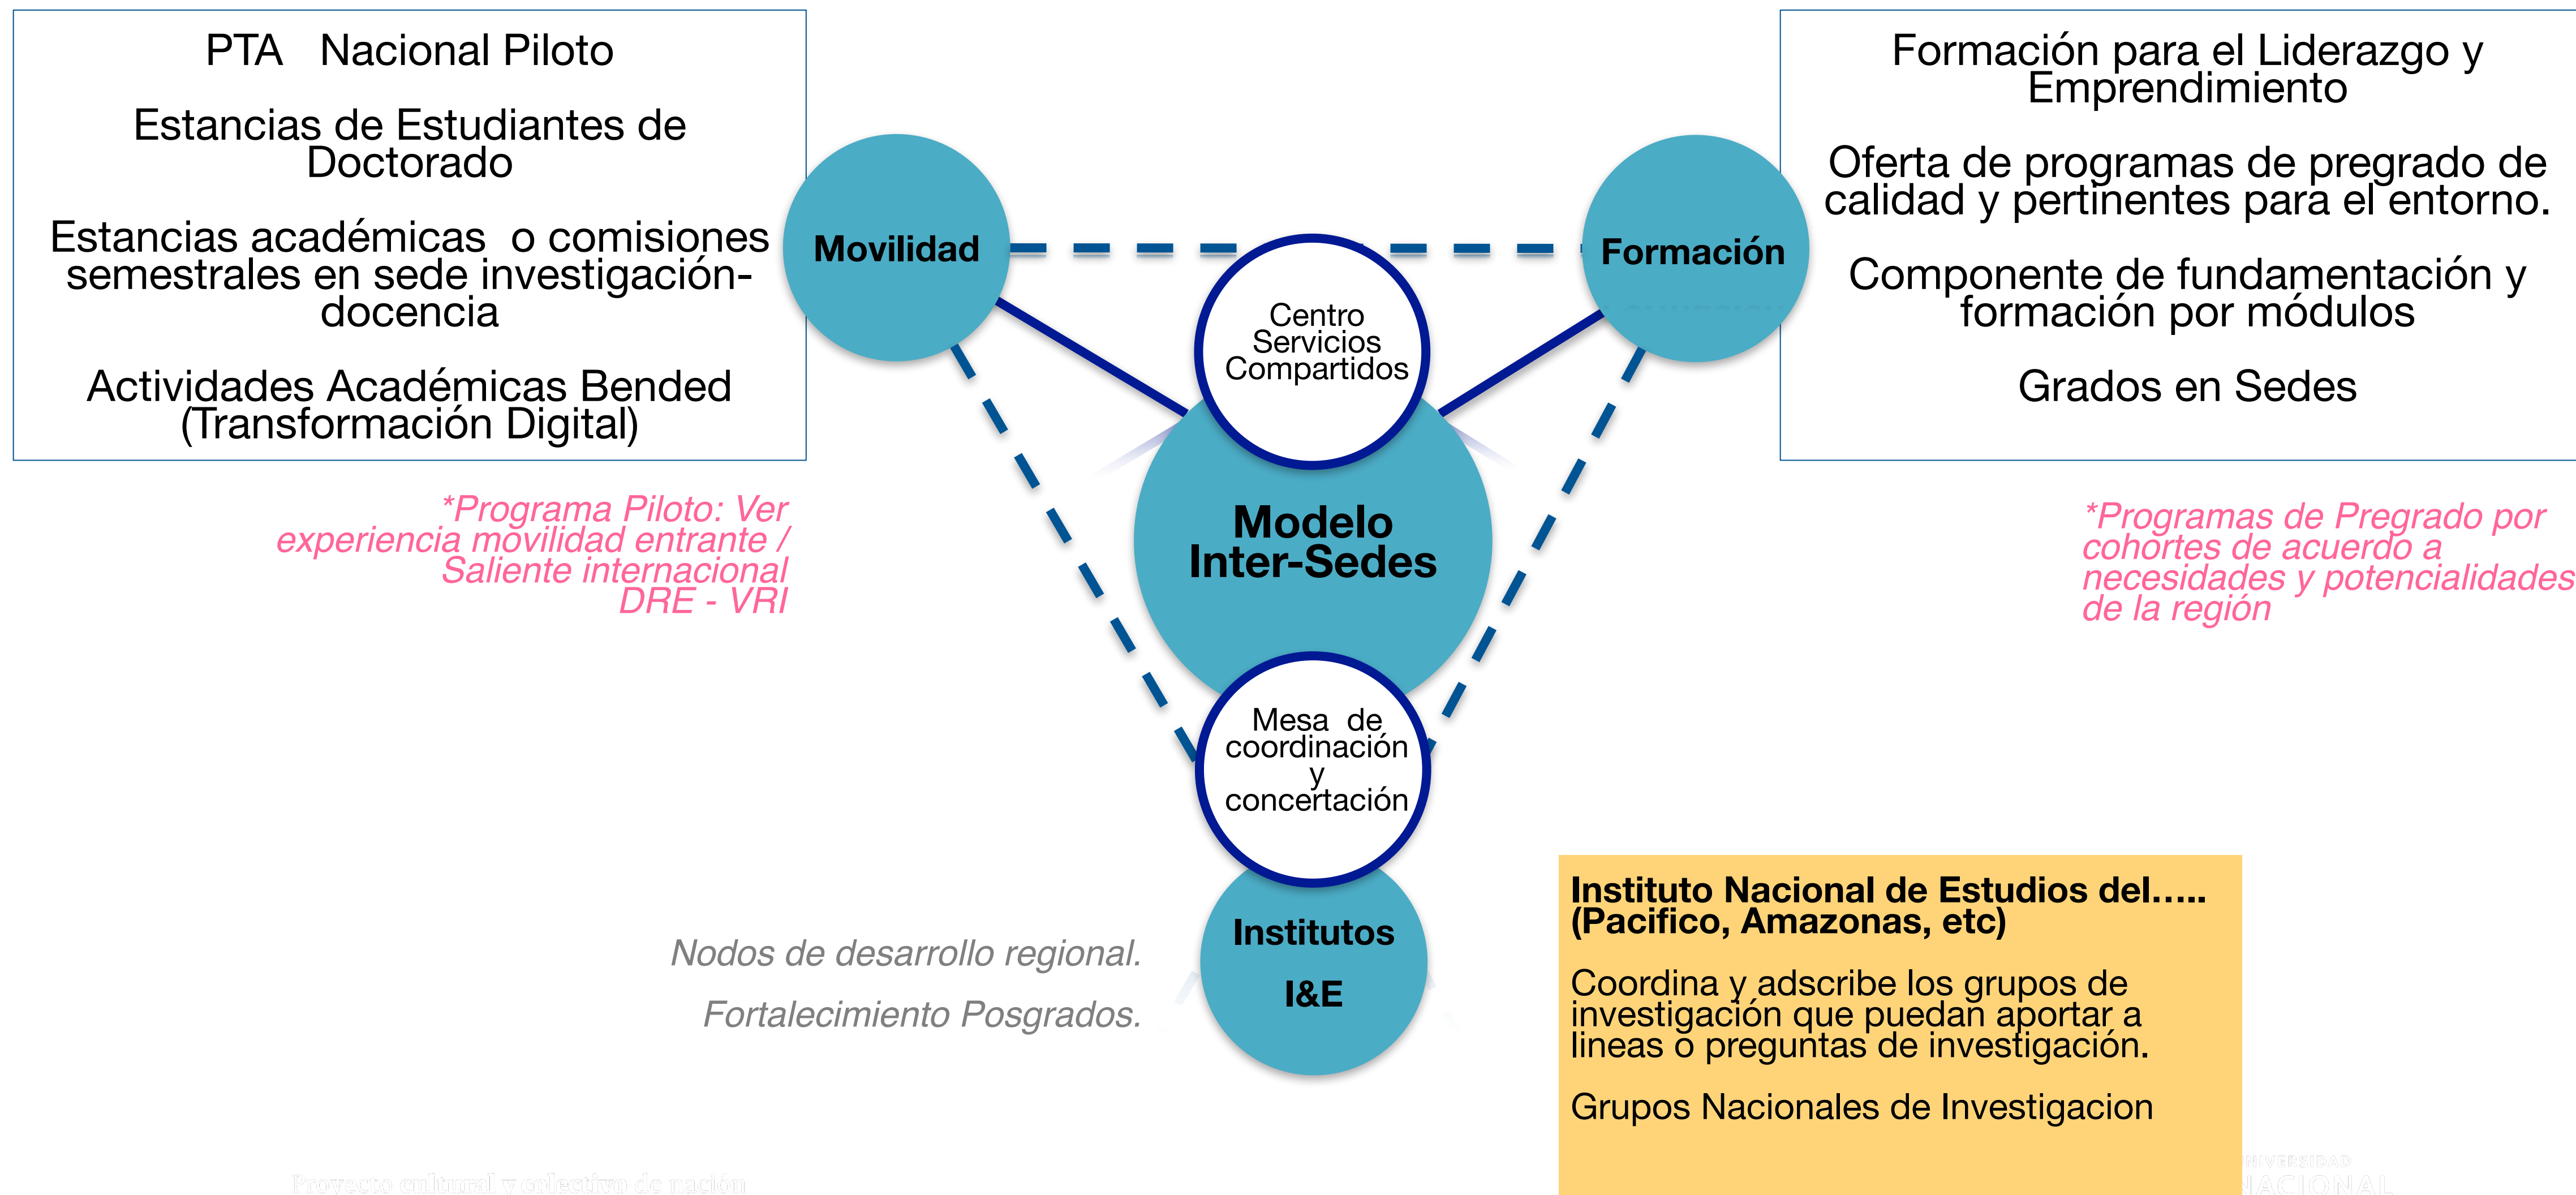 PTA   Nacional Piloto
Estancias de Estudiantes de
Doctorado
Estancias académicas  o comisiones
semestrales en sede investigación-
docencia
Actividades Académicas Bended
(Transformación Digital)
*Programa Piloto: Ver
experiencia movilidad entrante /
Saliente internacional
DRE - VRI
Movilidad
Centro
Servicios
Compartidos
Formación
Modelo
Inter-Sedes
Mesa  de
coordinación
y
concertación
Institutos
I&E
Formación para el Liderazgo y
Emprendimiento
Oferta de programas de pregrado de
calidad y pertinentes para el entorno.
Componente de fundamentación y
formación por módulos
Grados en Sedes
*Programas de Pregrado por
cohortes de acuerdo a
necesidades y potencialidades
de la región
Nodos de desarrollo regional.
Fortalecimiento Posgrados.
Instituto Nacional de Estudios del.....
(Pacifico, Amazonas, etc)
Coordina y adscribe los grupos de
investigación que puedan aportar a
lineas o preguntas de investigación.
Grupos Nacionales de Investigacion
Proyecto cultural y colectivo de nación
NACIONAL